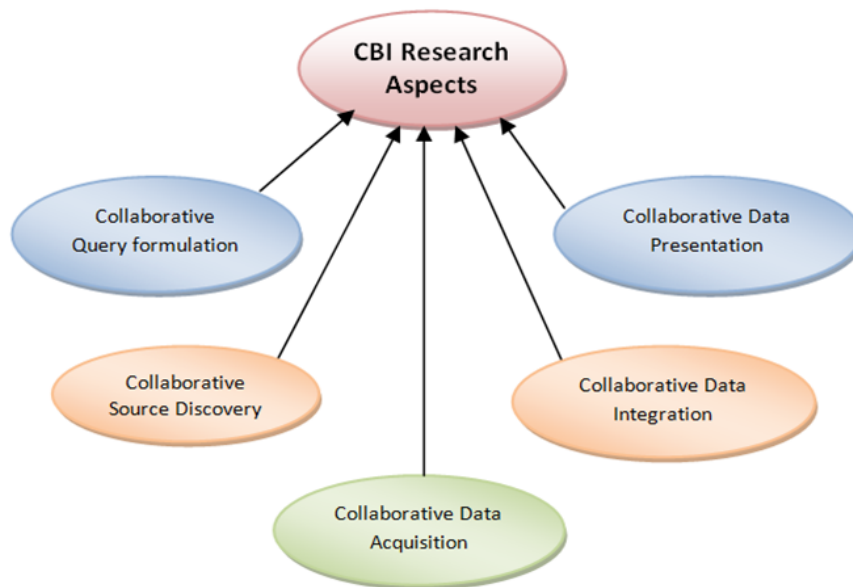 CBI Research
Aspects
Collaborative
Query formulation
Collaborative Data
Presentation
Collaborative
Source Discovery
Collaborative Data
Integration
Collaborative Data
Acquisition